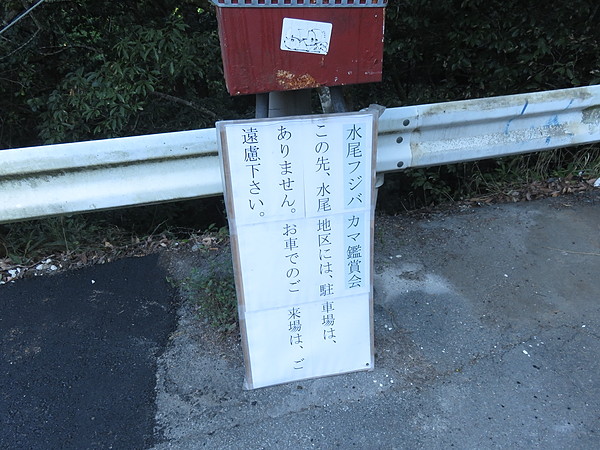 水尾フジバカマ鑑賞会
この先、水尾地区には、駐車場は、
ありません。お車でのご来場は、ご
遠慮下さい。